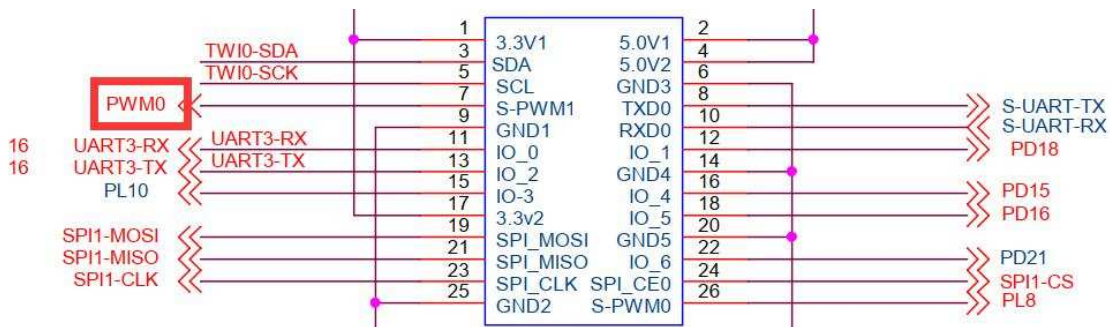 1 2
3.3V1 5.0V1
TWI0-SDA 3 4
SDA 5.0V2
TWI0-SCK 5 6
SCL GND3
PWM0 7 8
S-PWM1 TXD0 S-UART-TX
9 10
GND1 RXD0 S-UART-RX
16 UART3-RX UART3-RX 11 12
IO_0 IO_1 PD18
16 UART3-TX UART3-TX 13 14
IO_2 GND4
PL10 15 16
IO-3 IO_4 PD15
17 18
3.3v2 IO_5 PD16
SPI1-MOSI 19 20
SPI_MOSI GND5
SPI1-MISO 21 22
SPI_MISO IO_6 PD21
SPI1-CLK 23 24
SPI_CLK SPI_CE0 SPI1-CS
25 26
GND2 S-PWM0 PL8